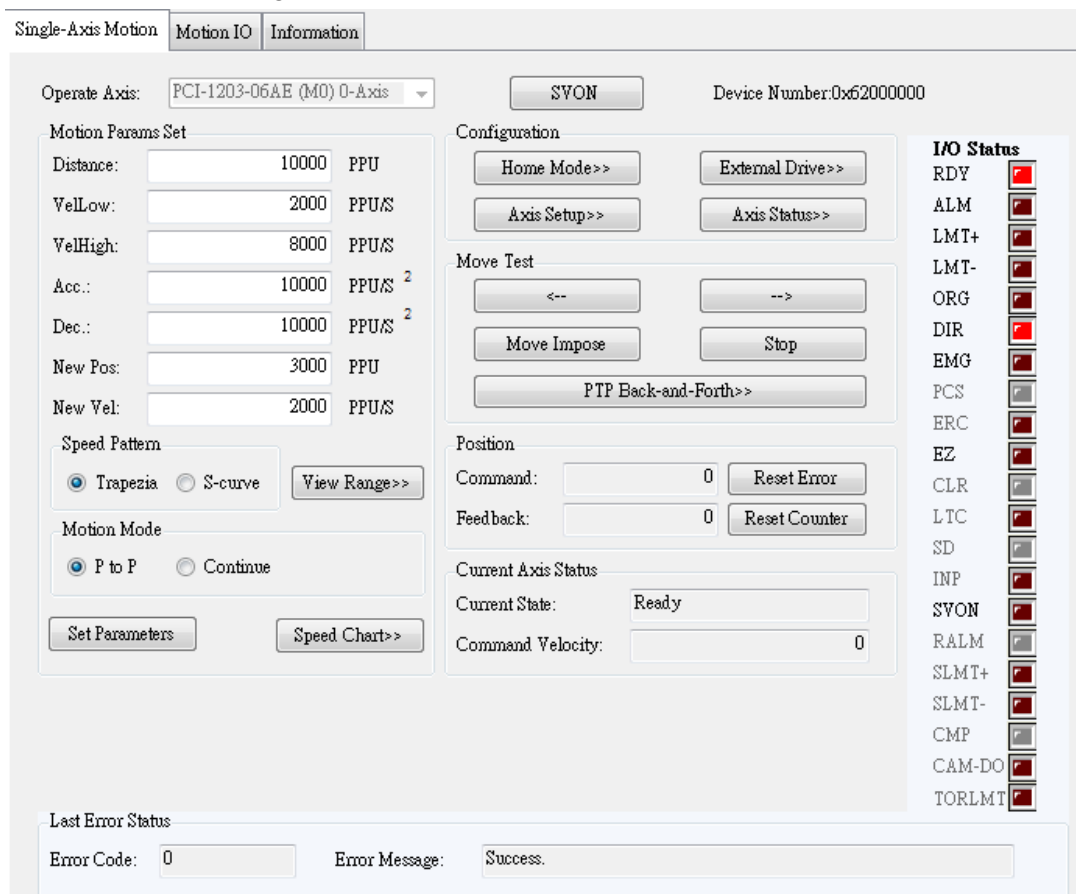 Single-Axis Motion Motion IO Information
Operate Axis: PCI-1203-06AE (M0) 0-Axis SVON Device Number:0x62000000
Motion Params Set
Distance: 10000 PPU
VelLow: 2000 PPU/S
VelHigh: 8000 PPU/S
Acc.: 10000 PPU/S 2
Dec.: 10000 PPU/S 2
New Pos: 3000 PPU
New Vel: 2000 PPU/S
Speed Pattern
Trapezia S-curve View Range>>
Motion Mode
P to P Continue
Set Parameters Speed Chart>>
Configuration
Home Mode>> External Drive>>
Axis Setup>> Axis Status>>
Move Test
<-- -->
Move Impose Stop
PTP Back-and-Forth>>
Position
Command: 0 Reset Error
Feedback: 0 Reset Counter
Current Axis Status
Current State: Ready
Command Velocity: 0
I/O Status
RDY
ALM
LMT+
LMT-
ORG
DIR
EMG
PCS
ERC
EZ
CLR
LTC
SD
INP
SVON
RALM
SLMT+
SLMT-
CMP
CAM-DO
TORLMT
Last Error Status
Error Code: 0 Error Message: Success.